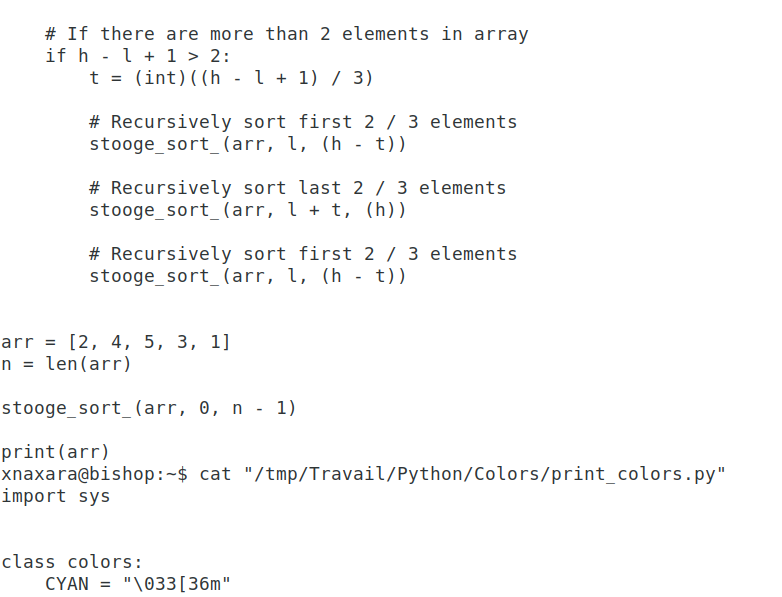 # If there are more than 2 elements in array
    if h - l + 1 > 2:
        t = (int)((h - l + 1) / 3)

        # Recursively sort first 2 / 3 elements
        stooge_sort_(arr, l, (h - t))

        # Recursively sort last 2 / 3 elements
        stooge_sort_(arr, l + t, (h))

        # Recursively sort first 2 / 3 elements
        stooge_sort_(arr, l, (h - t))


arr = [2, 4, 5, 3, 1]
n = len(arr)

stooge_sort_(arr, 0, n - 1)

print(arr)
xnaxara@bishop:~$ cat "/tmp/Travail/Python/Colors/print_colors.py"
import sys


class colors:
    CYAN = "\033[36m"